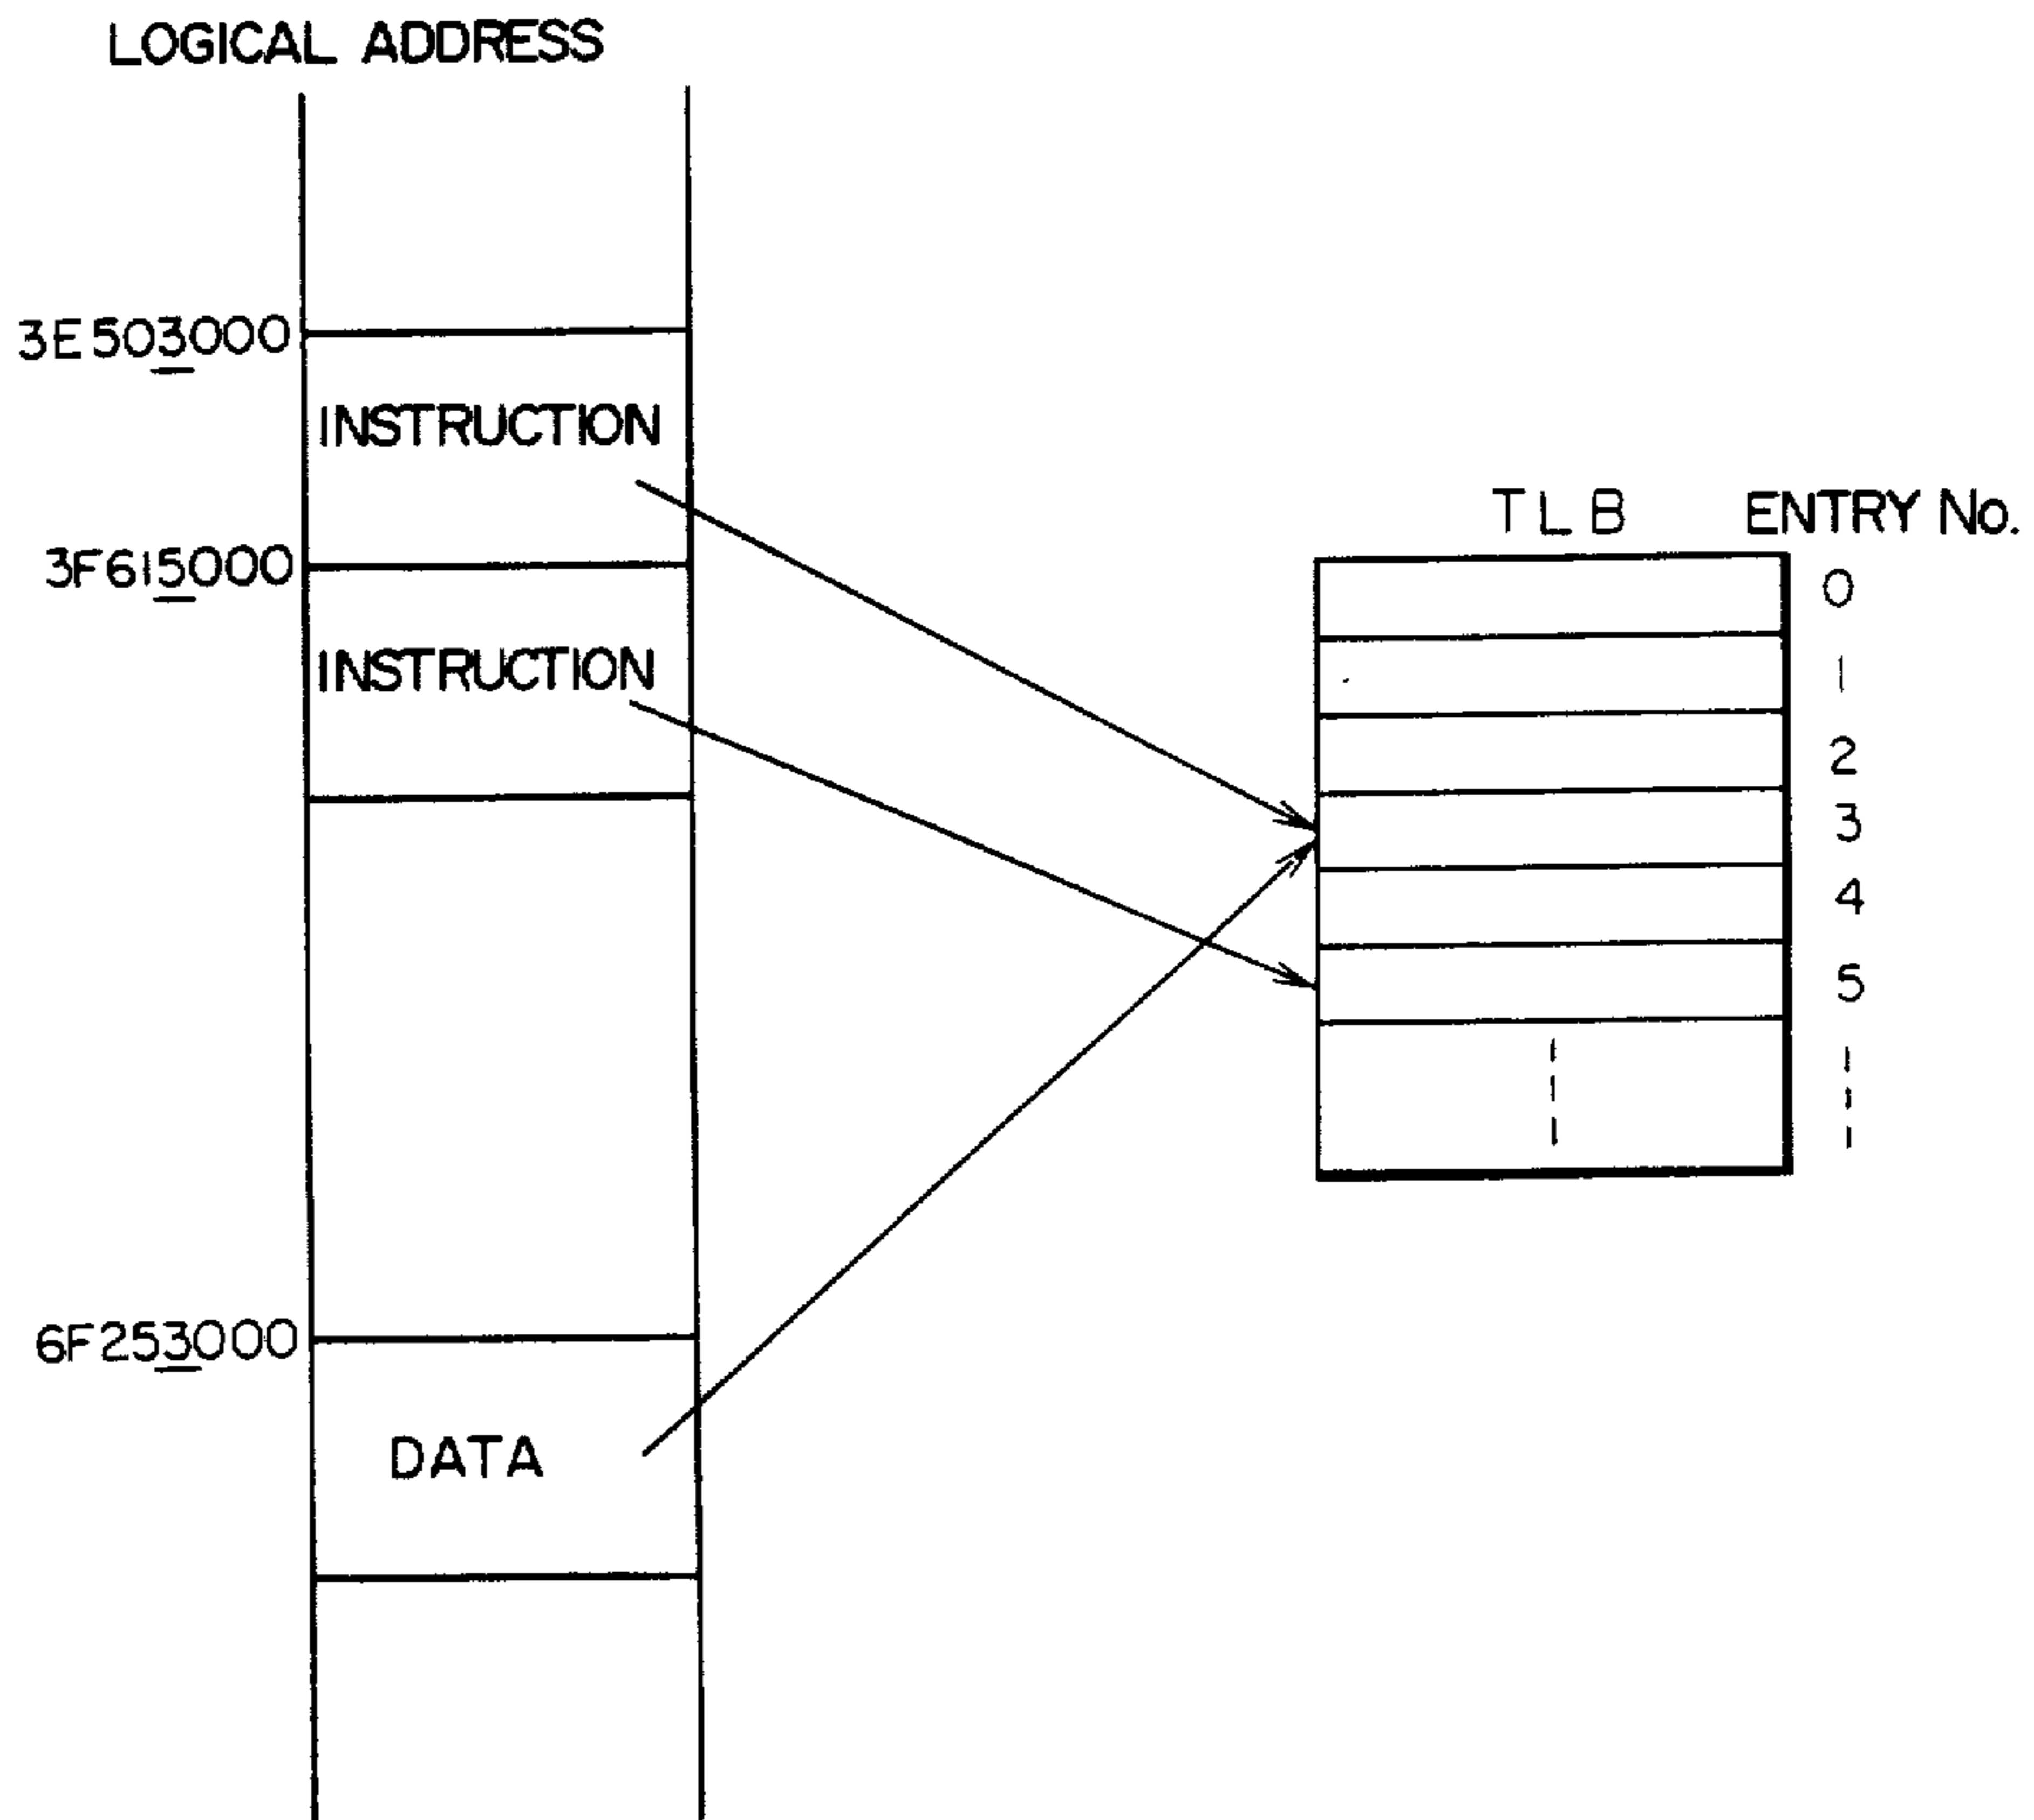 LOGICAL ADDRESS
3E503000
INSTRUCTION
TLB ENTRY No.
3F615000
0
INSTRUCTION
1
2
3
4
5
6F253000
DATA